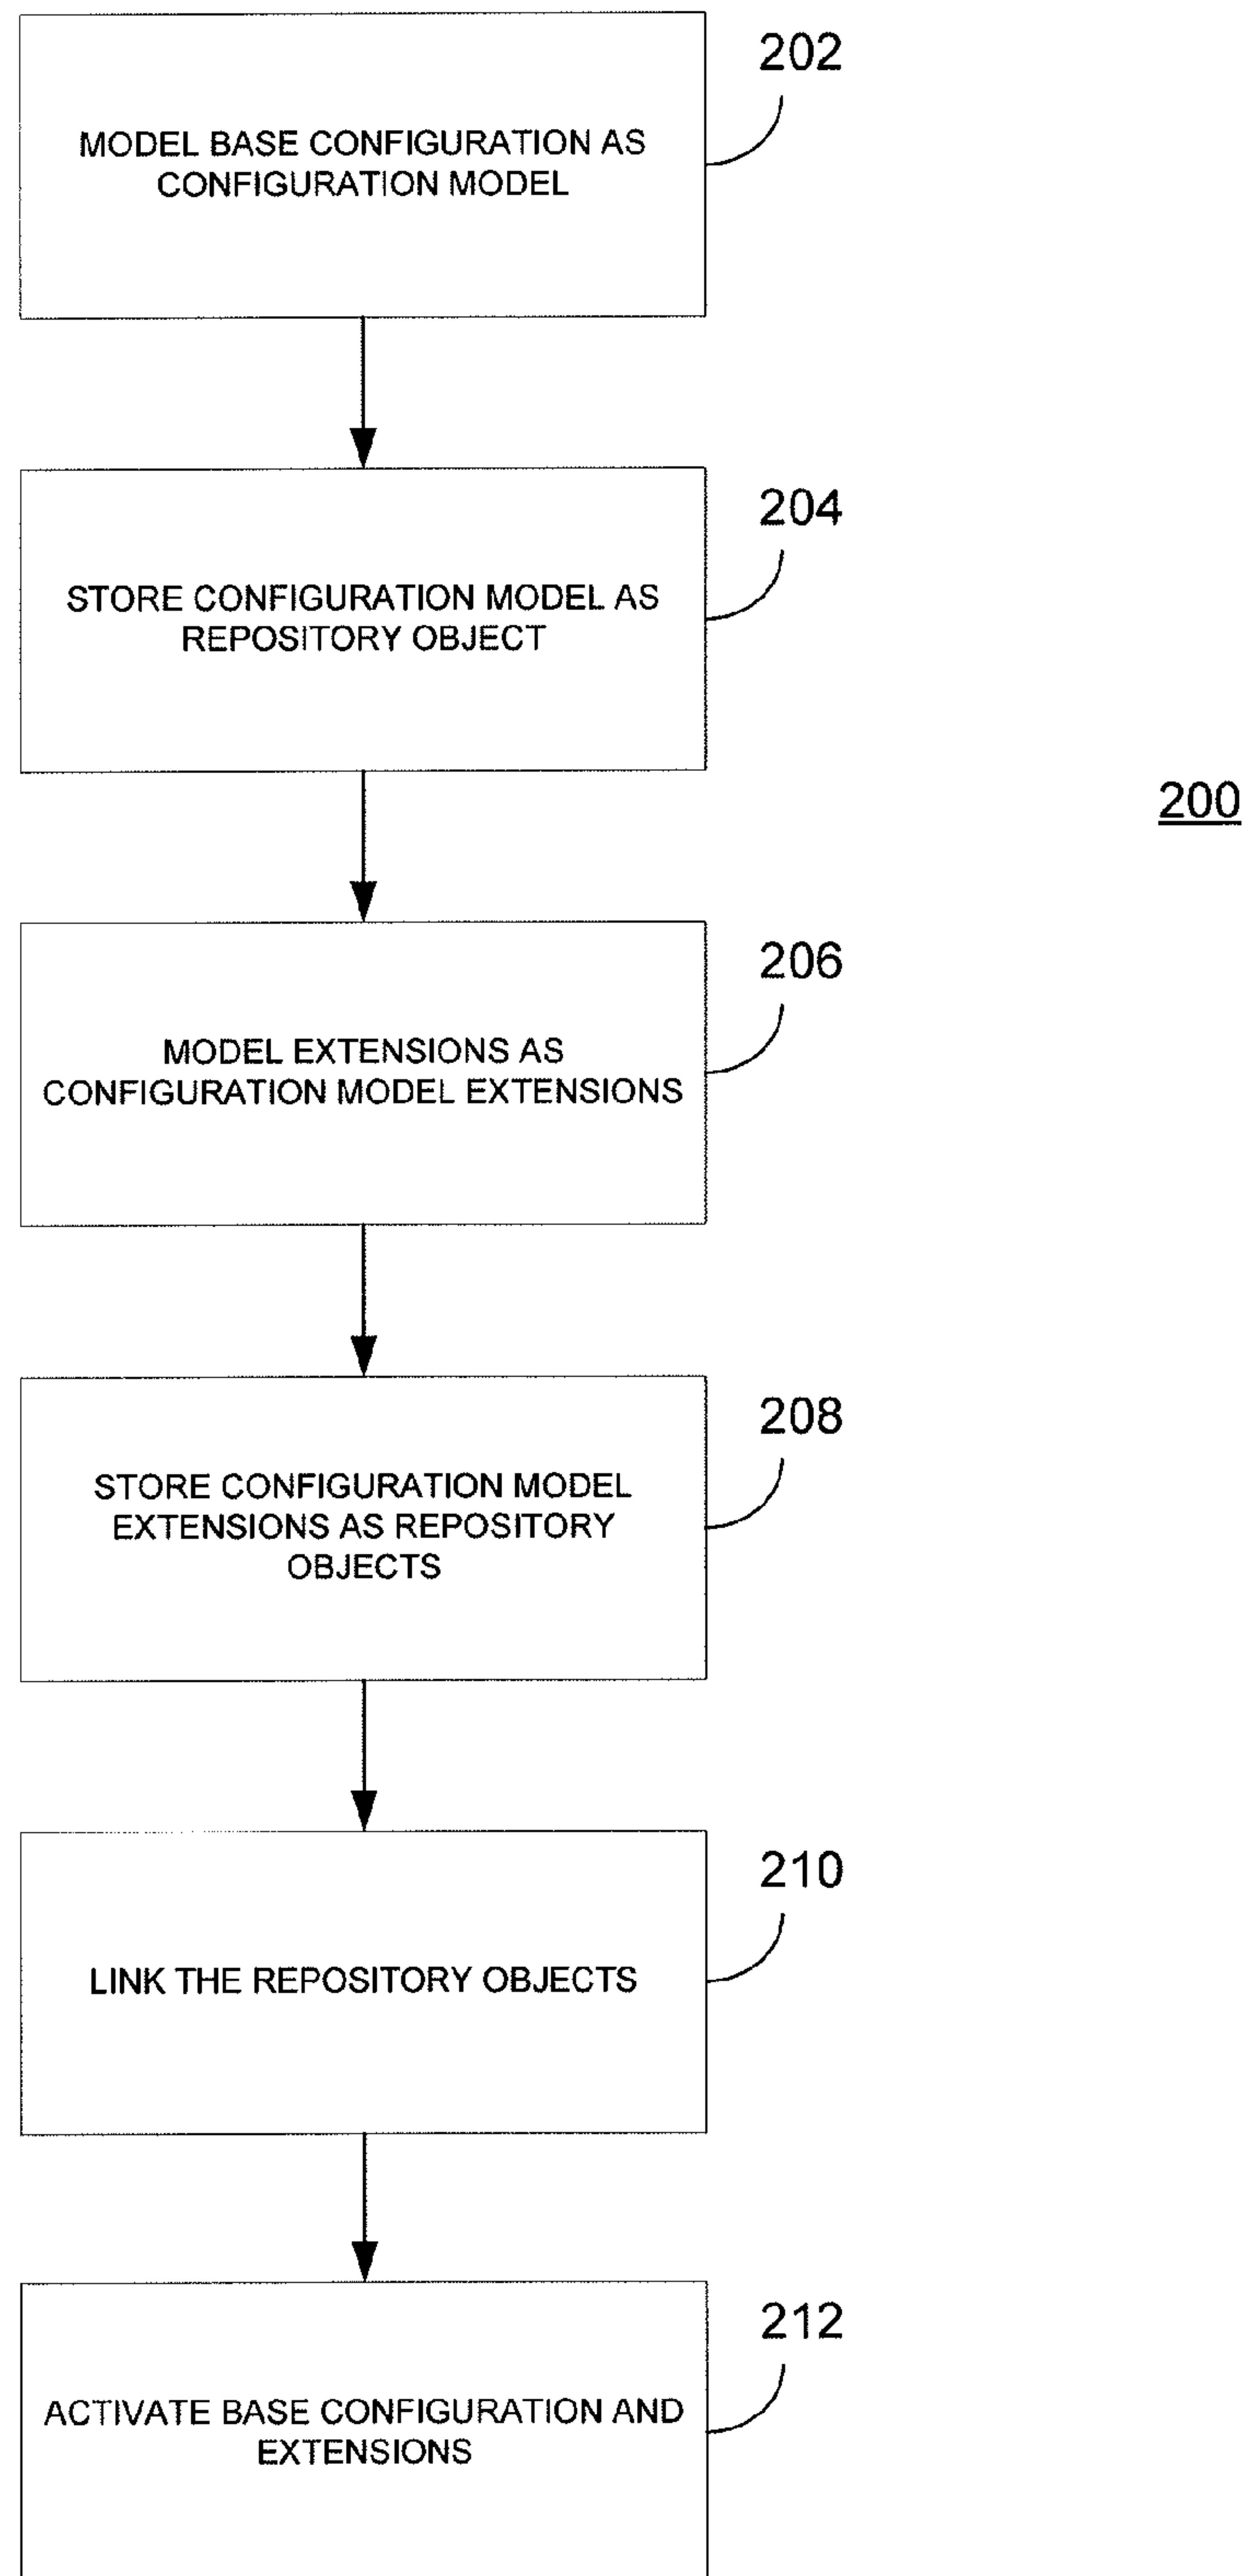 202
MODEL BASE CONFIGURATION AS
CONFIGURATION MODEL
204
STORE CONFIGURATION MODEL AS
REPOSITORY OBJECT
200
206
MODEL EXTENSIONS AS
CONFIGURATION MODEL EXTENSIONS
208
STORE CONFIGURATION MODEL
EXTENSIONS AS REPOSITORY
OBJECTS
210
LINK THE REPOSITORY OBJECTS
212
ACTIVATE BASE CONFIGURATION AND
EXTENSIONS